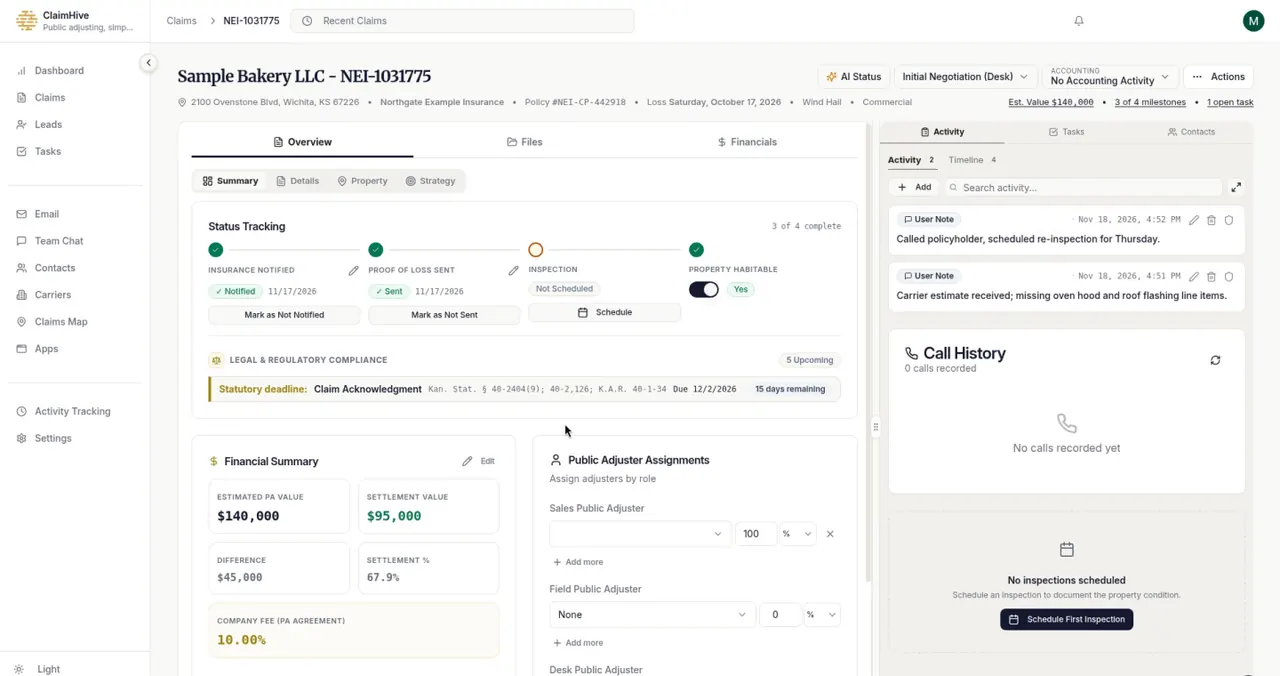 ClaimHive
Public adjusting, simp...
Claims > NEI-1031775
Recent Claims
M
Dashboard
Claims
Leads
Tasks
Email
Team Chat
Contacts
Carriers
Claims Map
Apps
Activity Tracking
Settings
Light
Sample Bakery LLC - NEI-1031775
AI Status
Initial Negotiation (Desk)
ACCOUNTING
No Accounting Activity
Actions
2100 Ovenstone Blvd, Wichita, KS 67226 • Northgate Example Insurance • Policy #NEI-CP-442918 • Loss Saturday, October 17, 2026 • Wind Hail • Commercial
Est. Value $140,000 • 3 of 4 milestones • 1 open task
Overview
Files
$ Financials
Summary
Details
Property
Strategy
Status Tracking
3 of 4 complete
INSURANCE NOTIFIED
✓ Notified 11/17/2026
Mark as Not Notified
PROOF OF LOSS SENT
✓ Sent 11/17/2026
Mark as Not Sent
INSPECTION
Not Scheduled
Schedule
PROPERTY HABITABLE
Yes
LEGAL & REGULATORY COMPLIANCE
5 Upcoming
Statutory deadline: Claim Acknowledgment Kan. Stat. § 40-2404(9); 40-2,126; K.A.R. 40-1-34 Due 12/2/2026 15 days remaining
$ Financial Summary
Edit
ESTIMATED PA VALUE
$140,000
SETTLEMENT VALUE
$95,000
DIFFERENCE
$45,000
SETTLEMENT %
67.9%
COMPANY FEE (PA AGREEMENT)
10.00%
Public Adjuster Assignments
Assign adjusters by role
Sales Public Adjuster
100 %
+ Add more
Field Public Adjuster
None 0 %
+ Add more
Desk Public Adjuster
Activity
Tasks
Contacts
Activity 2
Timeline 4
+ Add
Search activity...
User Note
· Nov 18, 2026, 4:52 PM
Called policyholder, scheduled re-inspection for Thursday.
User Note
· Nov 18, 2026, 4:51 PM
Carrier estimate received; missing oven hood and roof flashing line items.
Call History
0 calls recorded
No calls recorded yet
No inspections scheduled
Schedule an inspection to document the property condition.
Schedule First Inspection